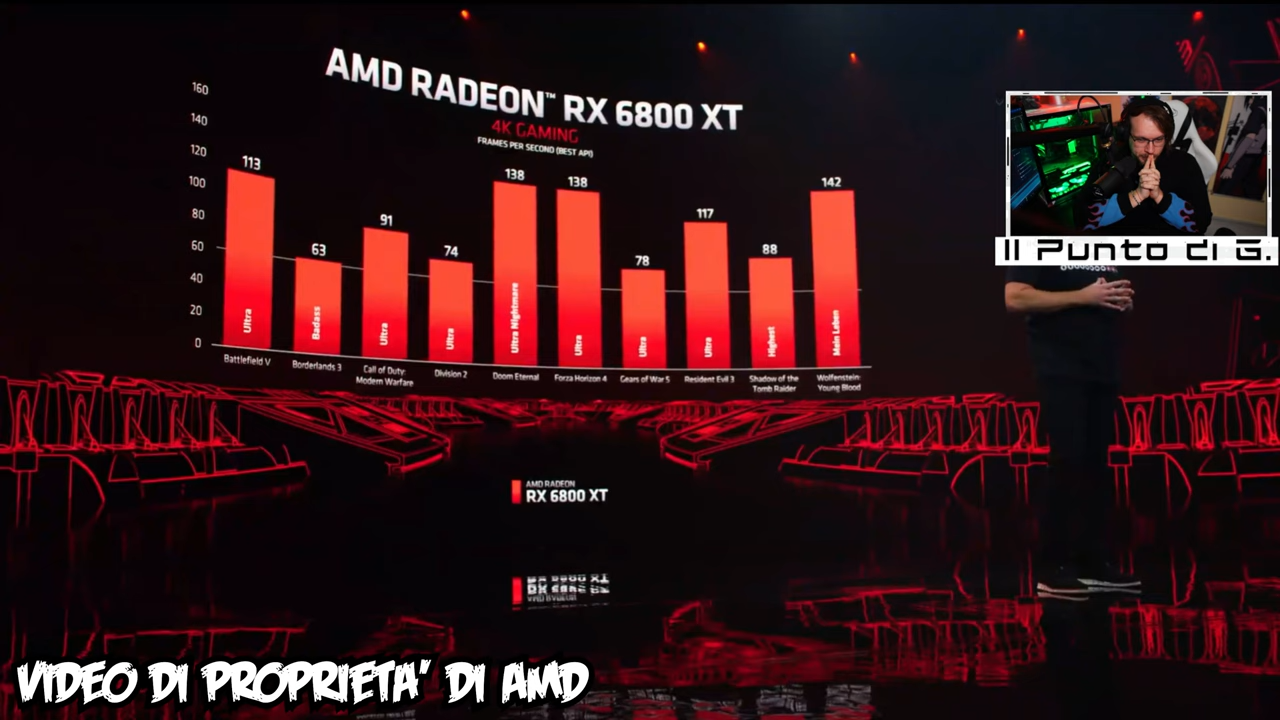 AMD RADEON™ RX 6800 XT
4K GAMING
FRAMES PER SECOND (BEST API)
160
140
120
100
80
60
40
20
0
113
63
91
74
138
138
78
117
88
142
Ultra
Badass
Ultra
Ultra
Ultra Nightmare
Ultra
Ultra
Ultra
Highest
Mein Leben
Battlefield V
Borderlands 3
Call of Duty:
Modern Warfare
Division 2
Doom Eternal
Forza Horizon 4
Gears of War 5
Resident Evil 3
Shadow of the
Tomb Raider
Wolfenstein:
Young Blood
Il Punto di G.
AMD RADEON
RX 6800 XT
VIDEO DI PROPRIETA' DI AMD